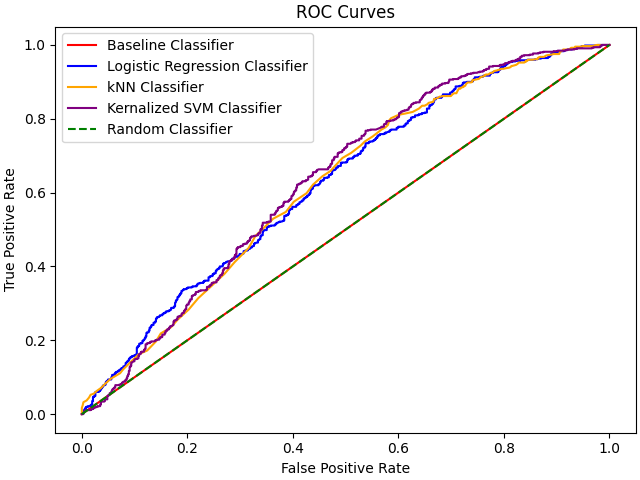 ROC Curves
Baseline Classifier
Logistic Regression Classifier
kNN Classifier
Kernalized SVM Classifier
Random Classifier
True Positive Rate
1.0
0.8
0.6
0.4
0.2
0.0
0.0 0.2 0.4 0.6 0.8 1.0
False Positive Rate